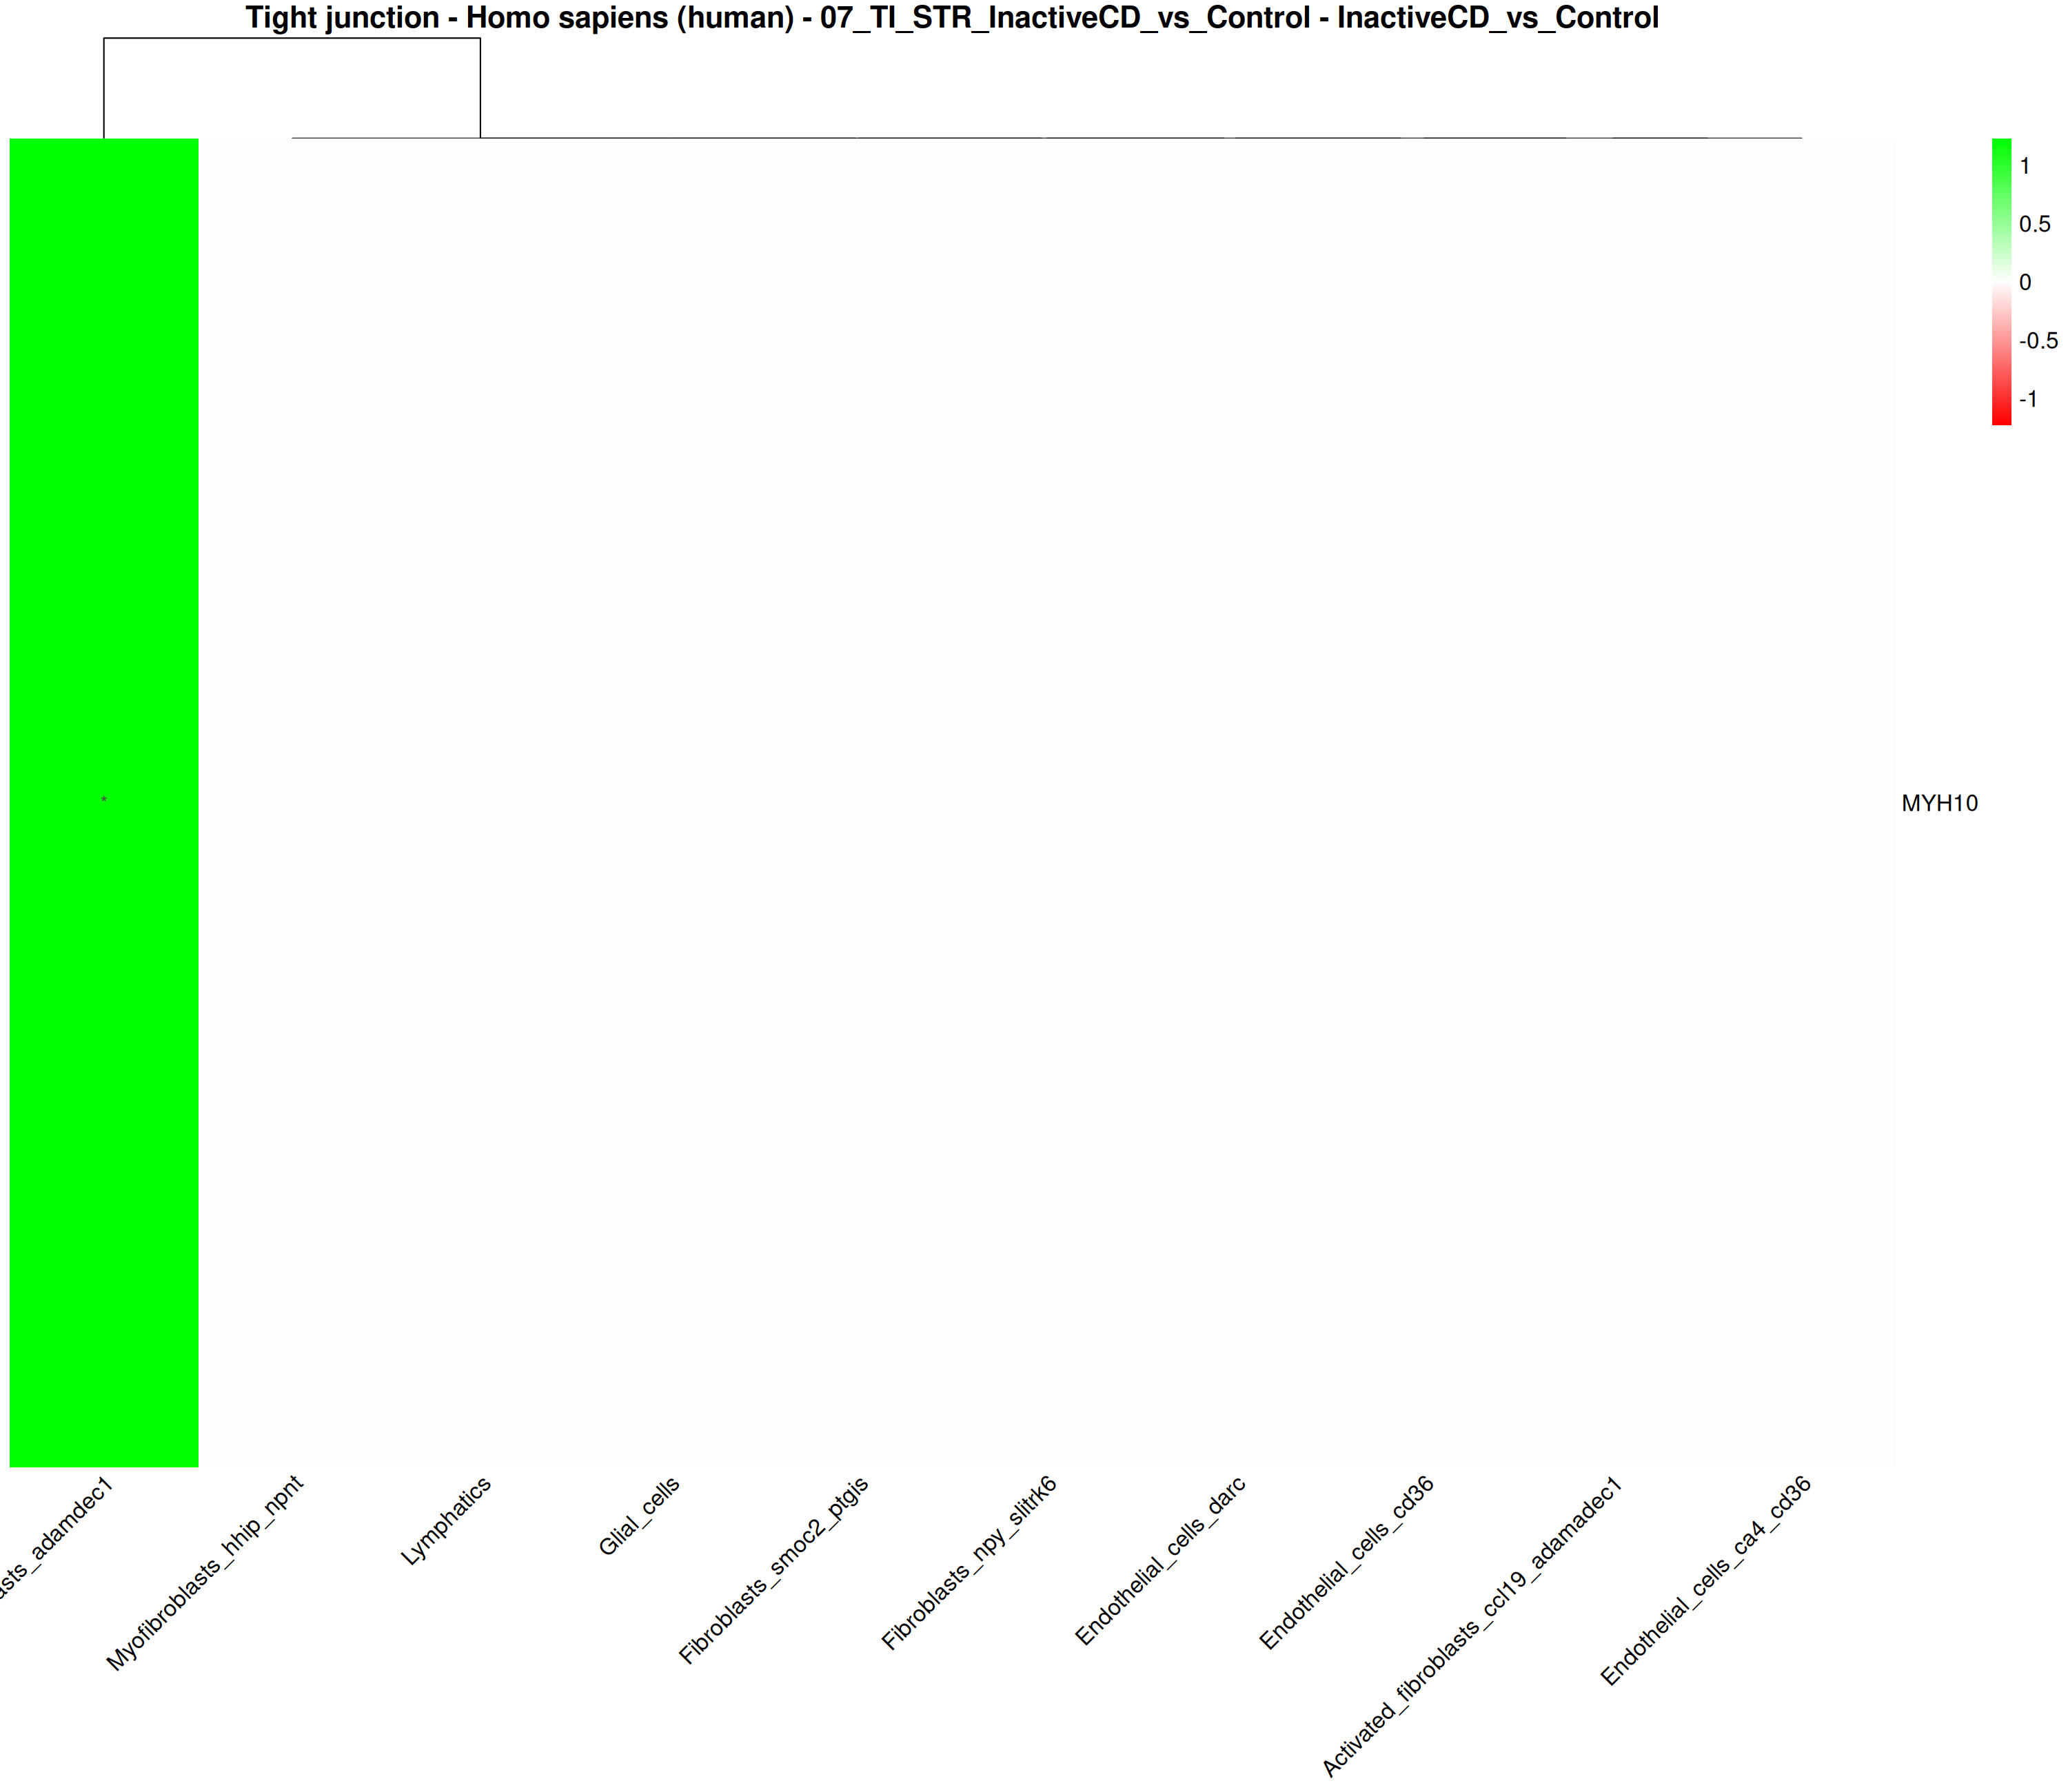 Tight junction - Homo sapiens (human) - 07_TI_STR_InactiveCD_vs_Control - InactiveCD_vs_Control
1
0.5
0
-0.5
-1
*
MYH10
asts_adamdec1
Myofibroblasts_hhip_npnt
Lymphatics
Glial_cells
Fibroblasts_smoc2_ptgis
Fibroblasts_npy_slitrk6
Endothelial_cells_darc
Endothelial_cells_cd36
Activated_fibroblasts_ccl19_adamadec1
Endothelial_cells_ca4_cd36